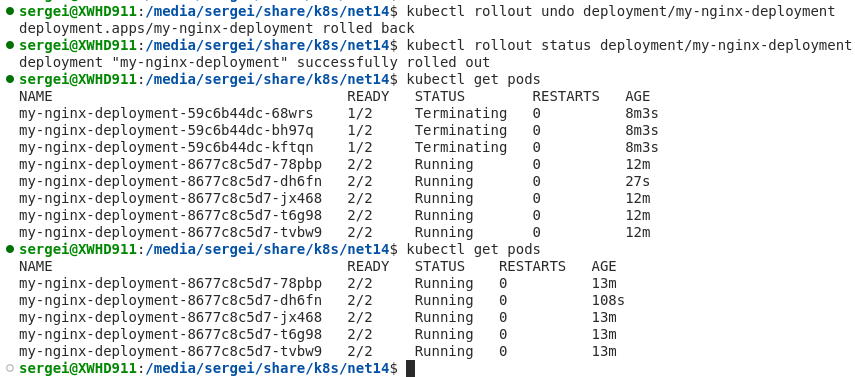 sergei@XWHD911:/media/sergei/share/k8s/net14$ kubectl rollout undo deployment/my-nginx-deployment
deployment.apps/my-nginx-deployment rolled back
sergei@XWHD911:/media/sergei/share/k8s/net14$ kubectl rollout status deployment/my-nginx-deployment
deployment "my-nginx-deployment" successfully rolled out
sergei@XWHD911:/media/sergei/share/k8s/net14$ kubectl get pods
NAME                                   READY   STATUS        RESTARTS   AGE
my-nginx-deployment-59c6b44dc-68wrs    1/2     Terminating   0          8m3s
my-nginx-deployment-59c6b44dc-bh97q    1/2     Terminating   0          8m3s
my-nginx-deployment-59c6b44dc-kftqn    1/2     Terminating   0          8m3s
my-nginx-deployment-8677c8c5d7-78pbp   2/2     Running       0          12m
my-nginx-deployment-8677c8c5d7-dh6fn   2/2     Running       0          27s
my-nginx-deployment-8677c8c5d7-jx468   2/2     Running       0          12m
my-nginx-deployment-8677c8c5d7-t6g98   2/2     Running       0          12m
my-nginx-deployment-8677c8c5d7-tvbw9   2/2     Running       0          12m
sergei@XWHD911:/media/sergei/share/k8s/net14$ kubectl get pods
NAME                                   READY   STATUS    RESTARTS   AGE
my-nginx-deployment-8677c8c5d7-78pbp   2/2     Running   0          13m
my-nginx-deployment-8677c8c5d7-dh6fn   2/2     Running   0          108s
my-nginx-deployment-8677c8c5d7-jx468   2/2     Running   0          13m
my-nginx-deployment-8677c8c5d7-t6g98   2/2     Running   0          13m
my-nginx-deployment-8677c8c5d7-tvbw9   2/2     Running   0          13m
sergei@XWHD911:/media/sergei/share/k8s/net14$